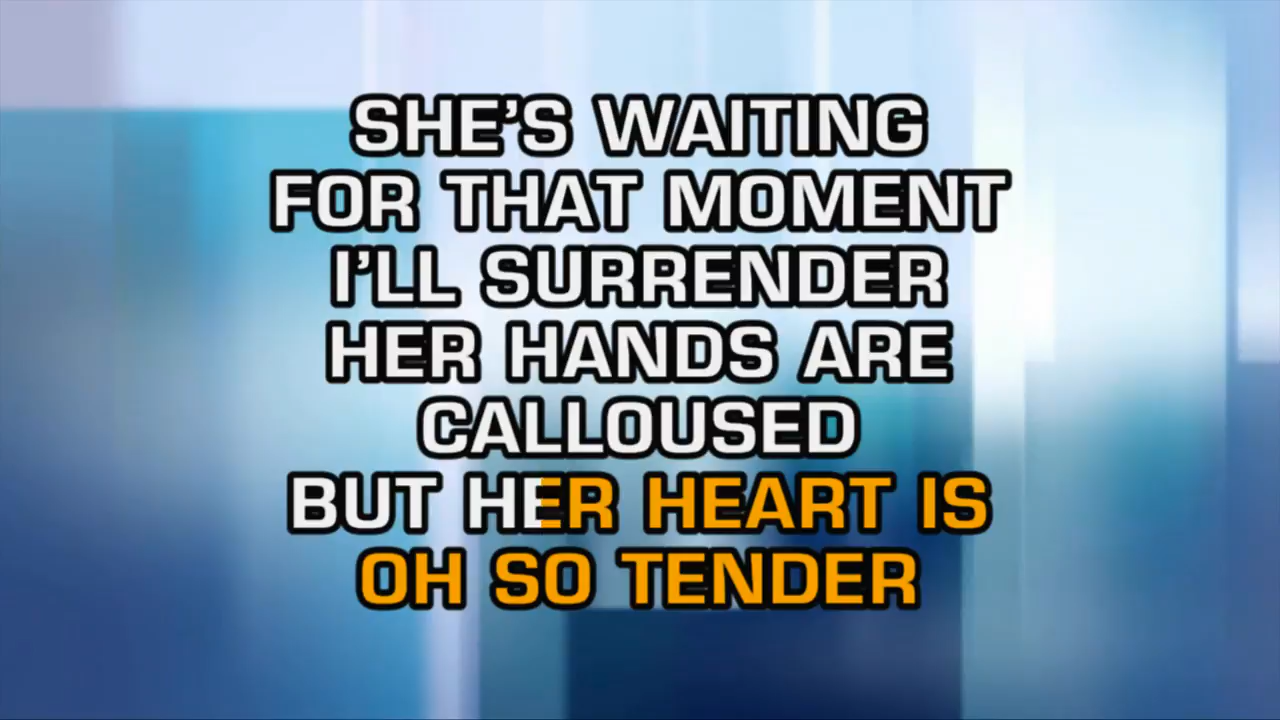 SHE'S WAITING
FOR THAT MOMENT
I'LL SURRENDER
HER HANDS ARE
CALLOUSED
BUT HER HEART IS
OH SO TENDER